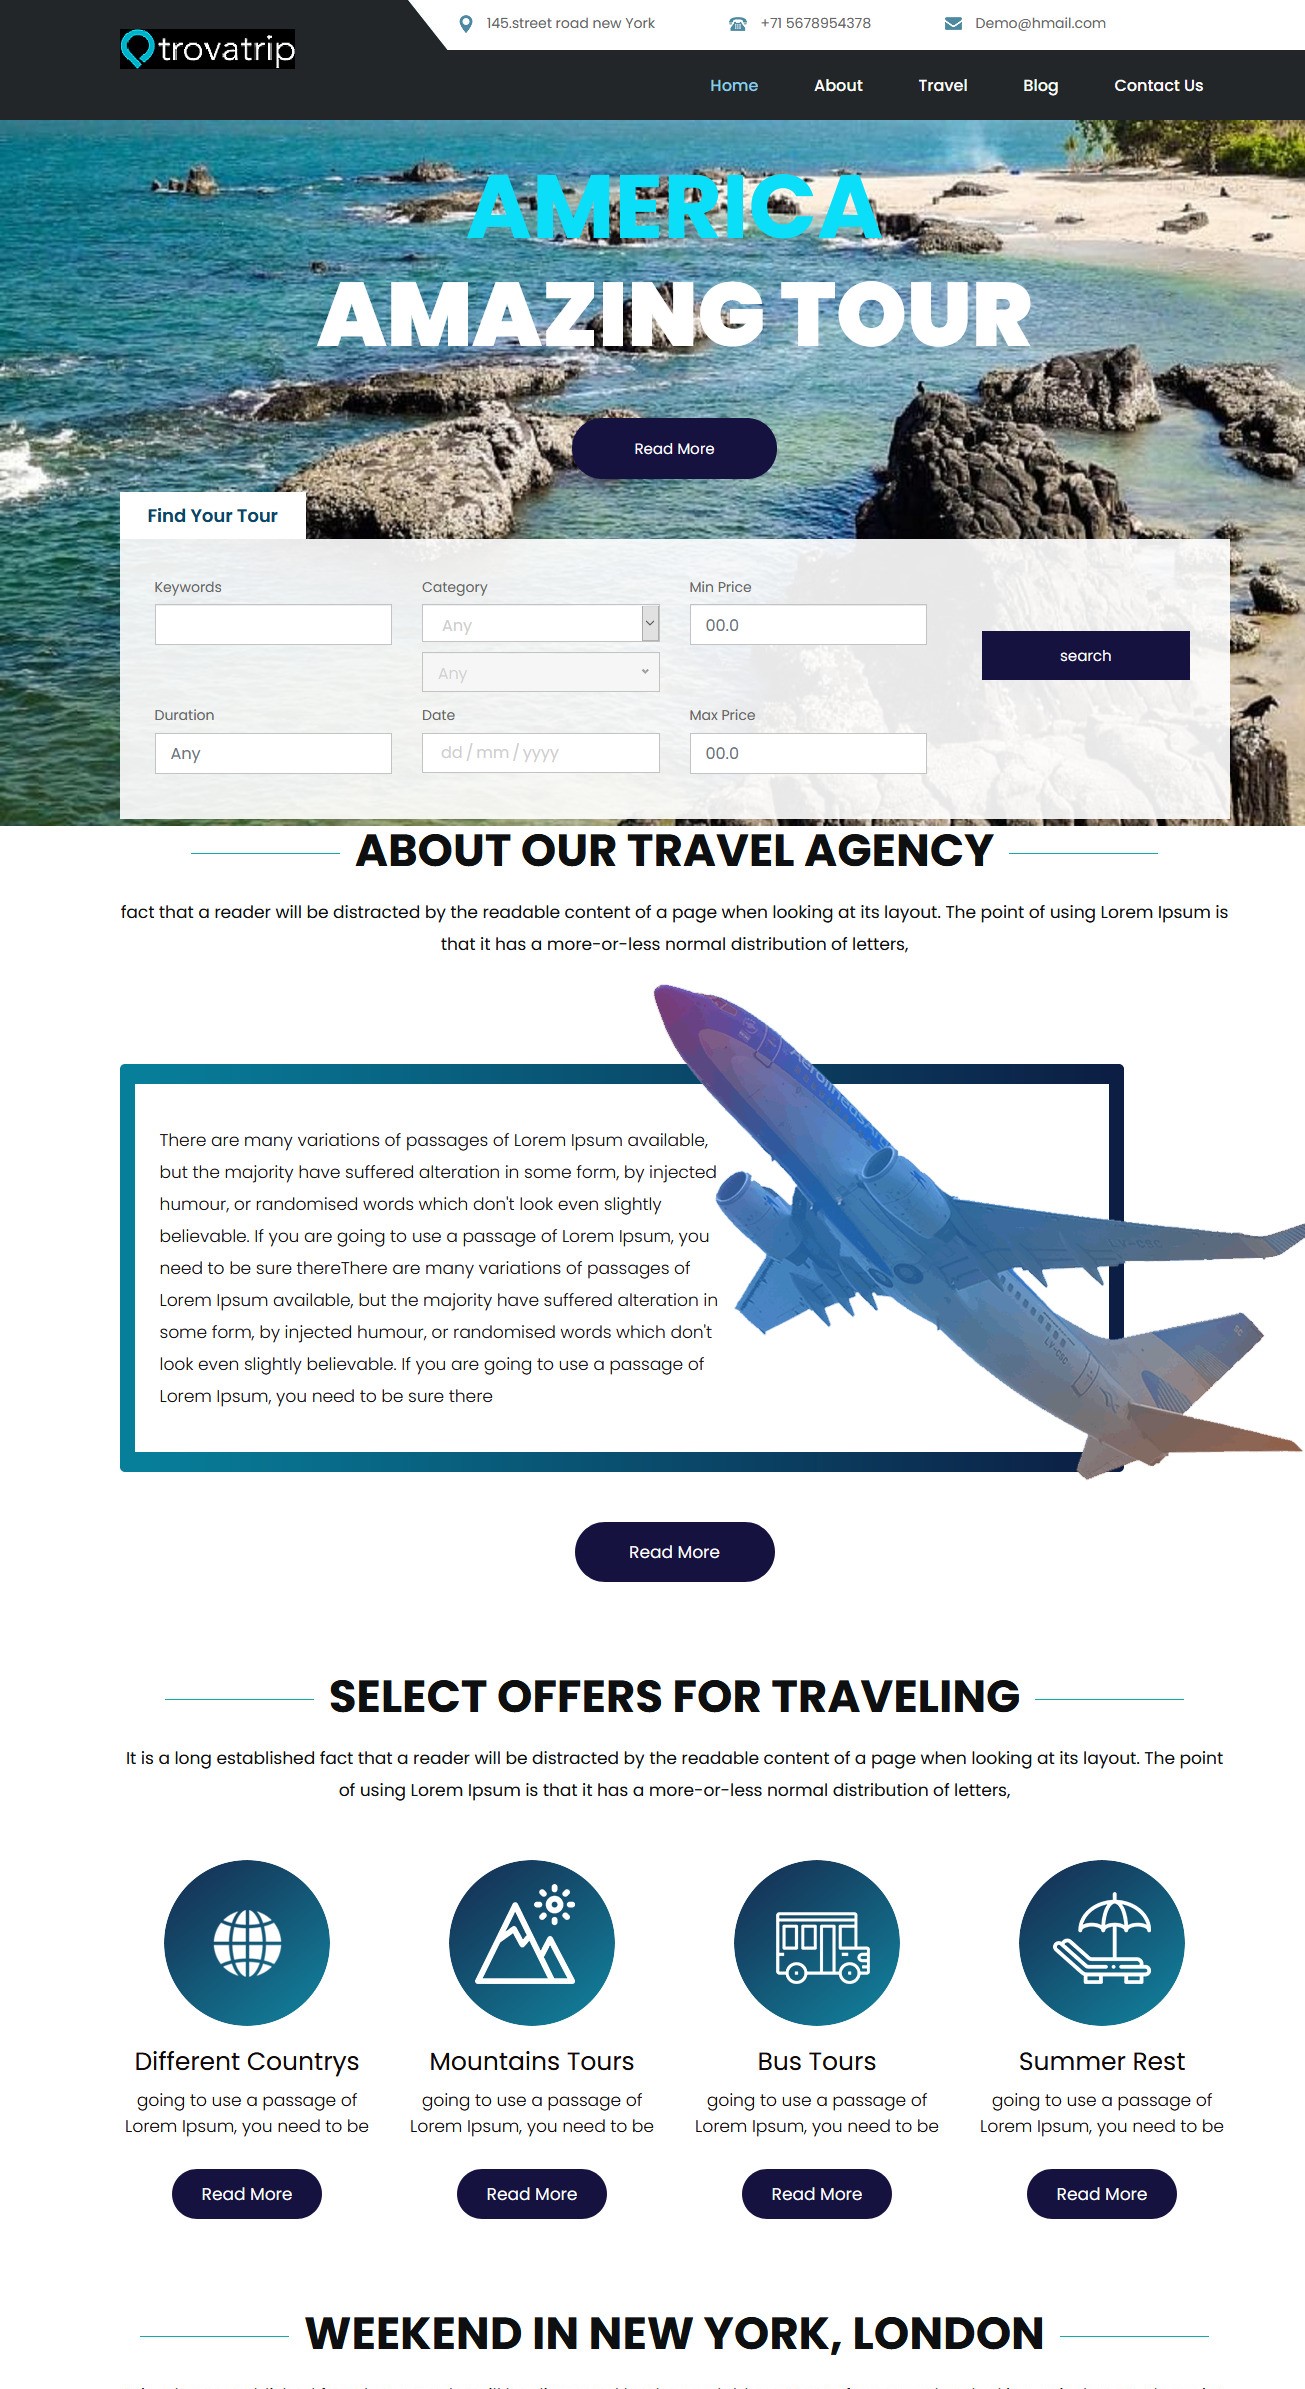 145.street road new York
+71 5678954378
Demo@hmail.com
trovatrip
Home
About
Travel
Blog
Contact Us
AMERICA
AMAZING TOUR
Read More
Find Your Tour
Keywords
Category
Min Price
Any
00.0
search
Any
Duration
Date
Max Price
Any
dd / mm / yyyy
00.0
ABOUT OUR TRAVEL AGENCY
fact that a reader will be distracted by the readable content of a page when looking at its layout. The point of using Lorem Ipsum is
that it has a more-or-less normal distribution of letters,
There are many variations of passages of Lorem Ipsum available,
but the majority have suffered alteration in some form, by injected
humour, or randomised words which don't look even slightly
believable. If you are going to use a passage of Lorem Ipsum, you
need to be sure thereThere are many variations of passages of
Lorem Ipsum available, but the majority have suffered alteration in
some form, by injected humour, or randomised words which don't
look even slightly believable. If you are going to use a passage of
Lorem Ipsum, you need to be sure there
LV-CSC
Read More
SELECT OFFERS FOR TRAVELING
It is a long established fact that a reader will be distracted by the readable content of a page when looking at its layout. The point
of using Lorem Ipsum is that it has a more-or-less normal distribution of letters,
Different Countrys
Mountains Tours
Bus Tours
Summer Rest
going to use a passage of
Lorem Ipsum, you need to be
going to use a passage of
Lorem Ipsum, you need to be
going to use a passage of
Lorem Ipsum, you need to be
going to use a passage of
Lorem Ipsum, you need to be
Read More
Read More
Read More
Read More
WEEKEND IN NEW YORK, LONDON